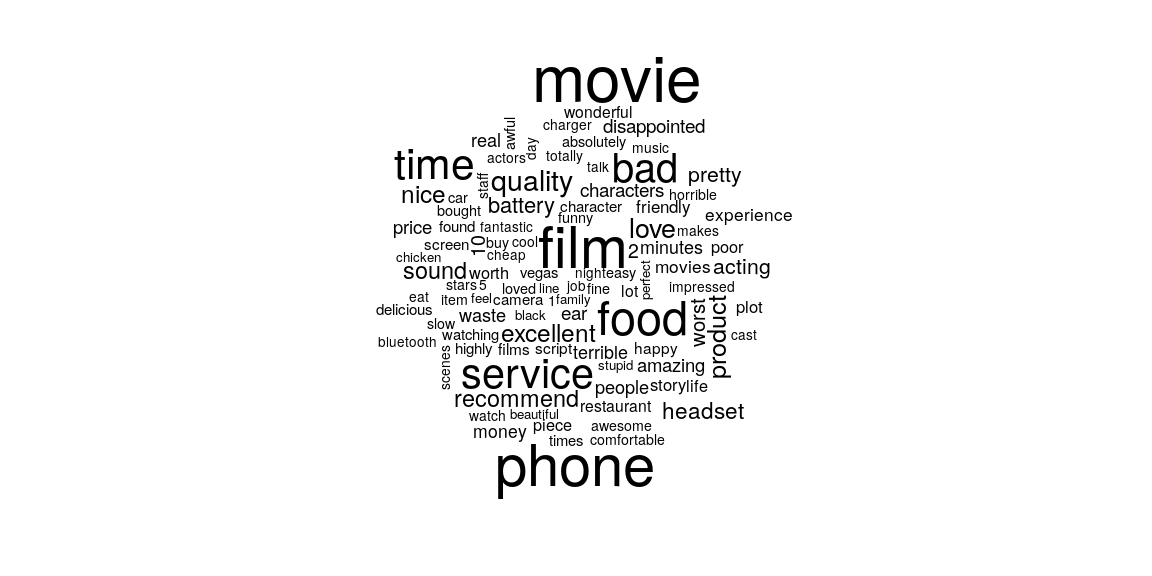 movie
wonderful
charger disappointed
awful
real day absolutely music
actors totally
time talk bad pretty
staff quality characters horrible
nice car
bought battery character friendly
funny experience
price found fantastic love makes
screen 10 buy cool film 2 minutes poor
chicken cheap
sound worth vegas night easy perfect movies acting
stars 5 loved line job fine lot impressed
eat item feel camera 1 family
delicious waste black ear food worst product plot
slow
bluetooth watching excellent cast
scenes highly films script terrible happy
service stupid amazing
people story life
recommend restaurant headset
watch beautiful
money piece awesome
times comfortable
phone